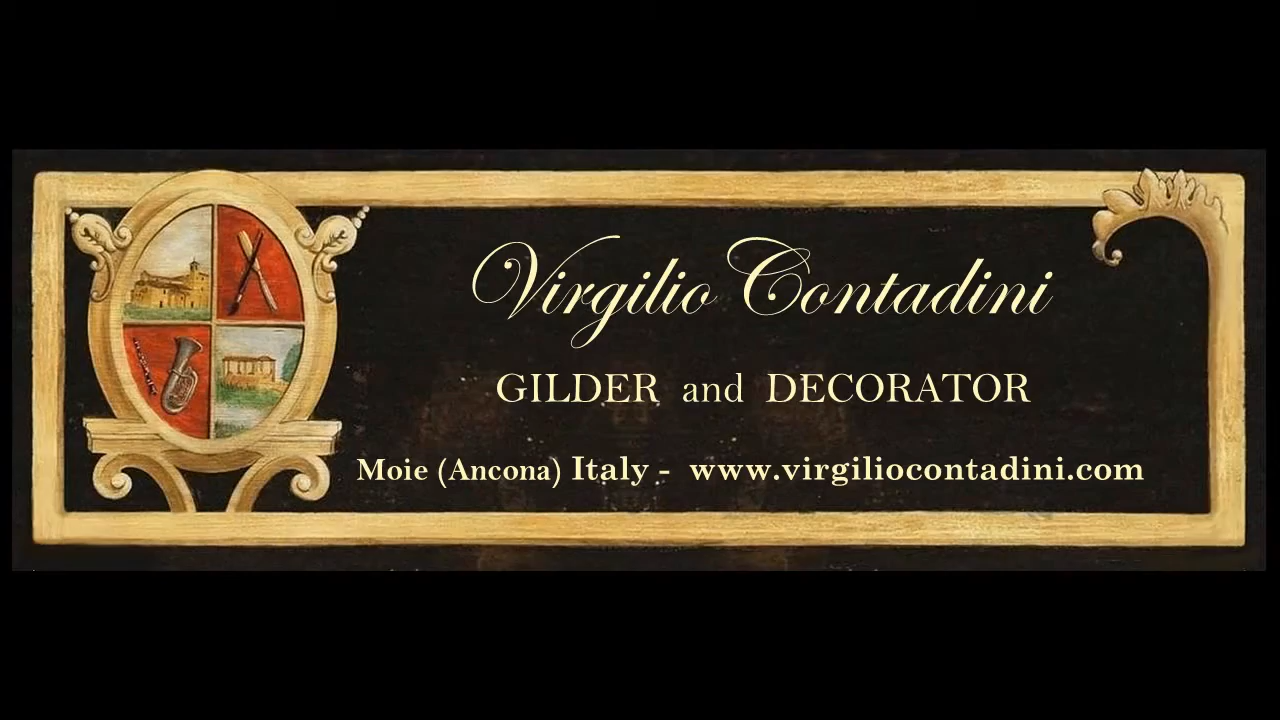 Virgilio Contadini
GILDER and DECORATOR
Moie (Ancona) Italy - www.virgiliocontadini.com